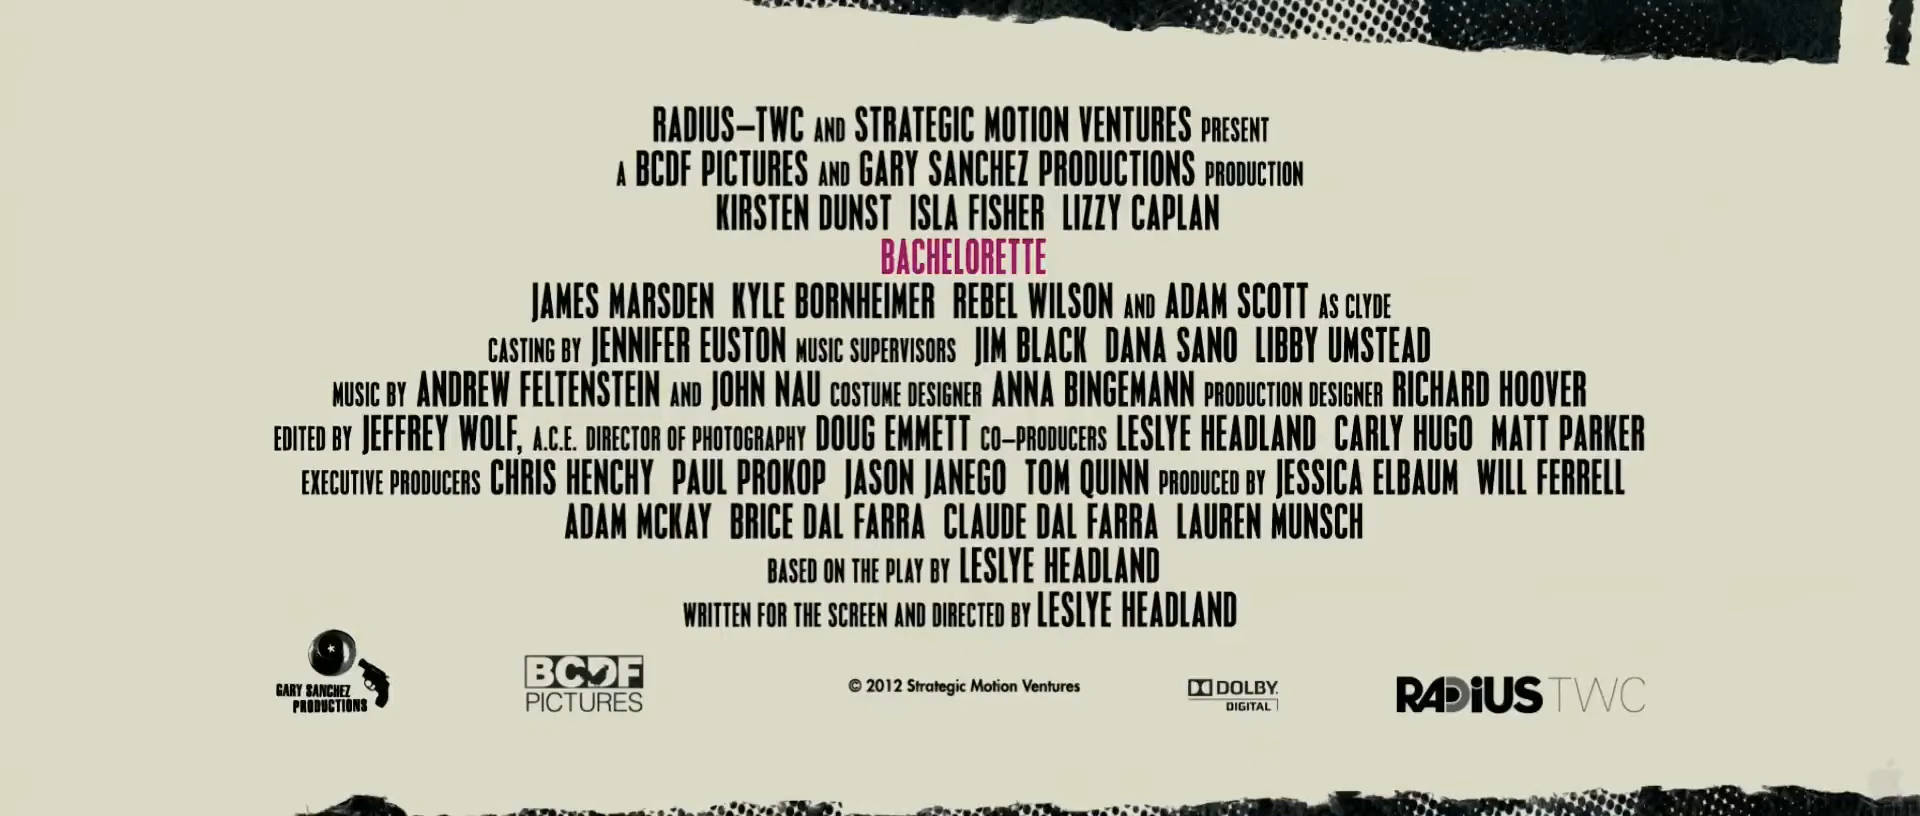 RADIUS–TWC AND STRATEGIC MOTION VENTURES PRESENT
A BCDF PICTURES AND GARY SANCHEZ PRODUCTIONS PRODUCTION
KIRSTEN DUNST ISLA FISHER LIZZY CAPLAN
BACHELORETTE
JAMES MARSDEN KYLE BORNHEIMER REBEL WILSON AND ADAM SCOTT AS CLYDE
CASTING BY JENNIFER EUSTON MUSIC SUPERVISORS JIM BLACK DANA SANO LIBBY UMSTEAD
MUSIC BY ANDREW FELTENSTEIN AND JOHN NAU COSTUME DESIGNER ANNA BINGEMANN PRODUCTION DESIGNER RICHARD HOOVER
EDITED BY JEFFREY WOLF, A.C.E. DIRECTOR OF PHOTOGRAPHY DOUG EMMETT CO–PRODUCERS LESLYE HEADLAND CARLY HUGO MATT PARKER
EXECUTIVE PRODUCERS CHRIS HENCHY PAUL PROKOP JASON JANEGO TOM QUINN PRODUCED BY JESSICA ELBAUM WILL FERRELL
ADAM MCKAY BRICE DAL FARRA CLAUDE DAL FARRA LAUREN MUNSCH
BASED ON THE PLAY BY LESLYE HEADLAND
WRITTEN FOR THE SCREEN AND DIRECTED BY LESLYE HEADLAND
GARY SANCHEZ
PRODUCTIONS
BCDF
PICTURES
© 2012 Strategic Motion Ventures
DOLBY
DIGITAL
RADiUS TWC